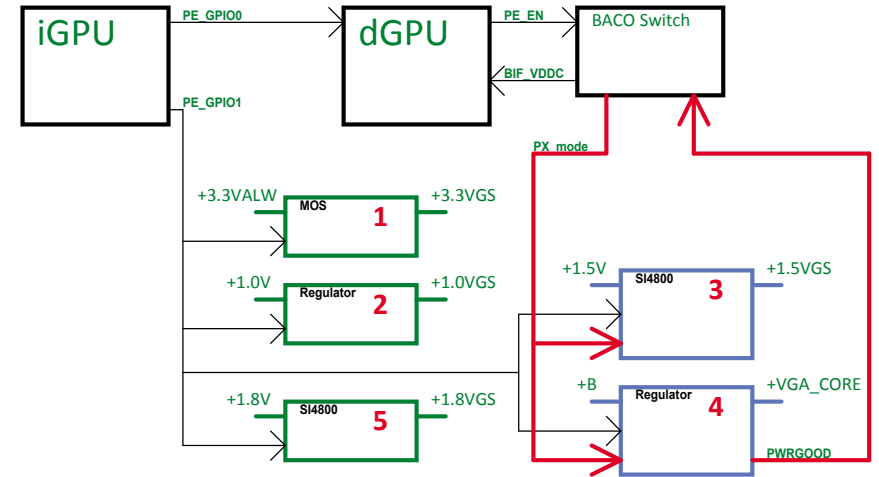 iGPU
PE_GPIO0
dGPU
PE_EN
BACO Switch
BIF_VDDC
PE_GPIO1
PX_mode
+3.3VALW
MOS
1
+3.3VGS
+1.0V
Regulator
2
+1.0VGS
+1.5V
SI4800
3
+1.5VGS
+1.8V
SI4800
5
+1.8VGS
+B
Regulator
4
+VGA_CORE
PWRGOOD